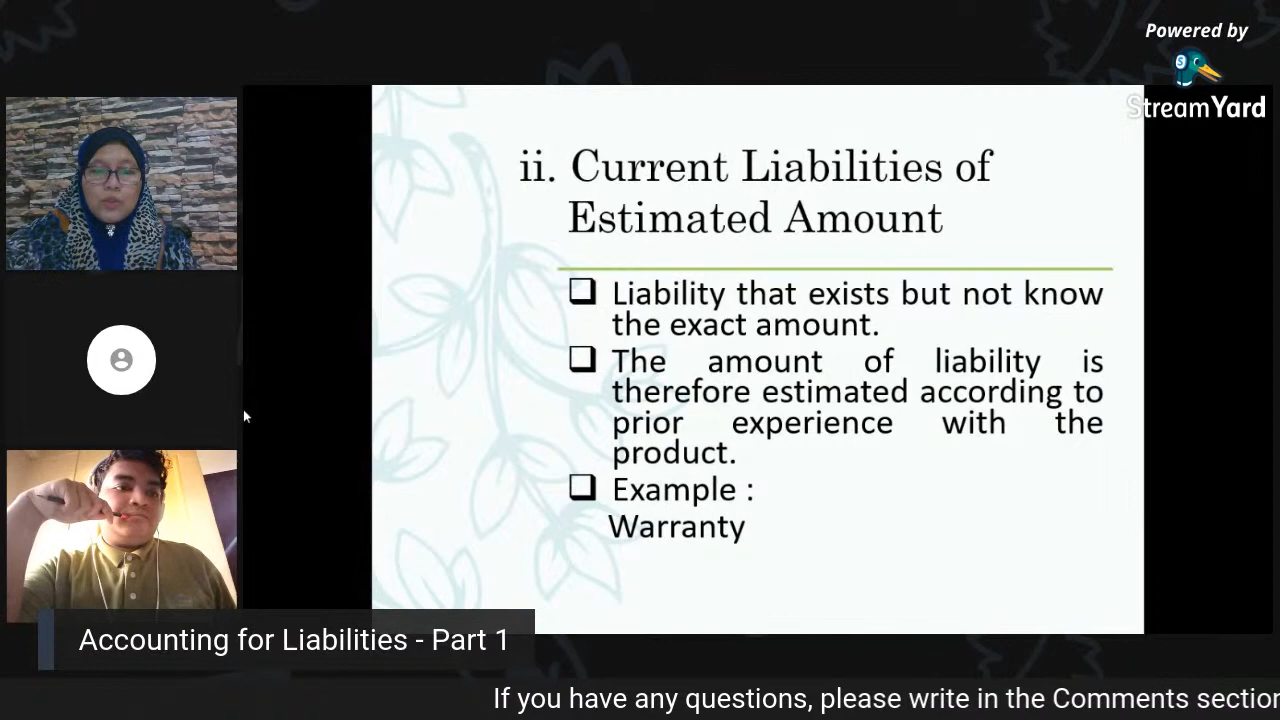 Powered by
StreamYard
ii. Current Liabilities of
Estimated Amount
❑ Liability that exists but not know
the exact amount.
❑ The amount of liability is
therefore estimated according to
prior experience with the
product.
❑ Example :
Warranty
Accounting for Liabilities - Part 1
If you have any questions, please write in the Comments section